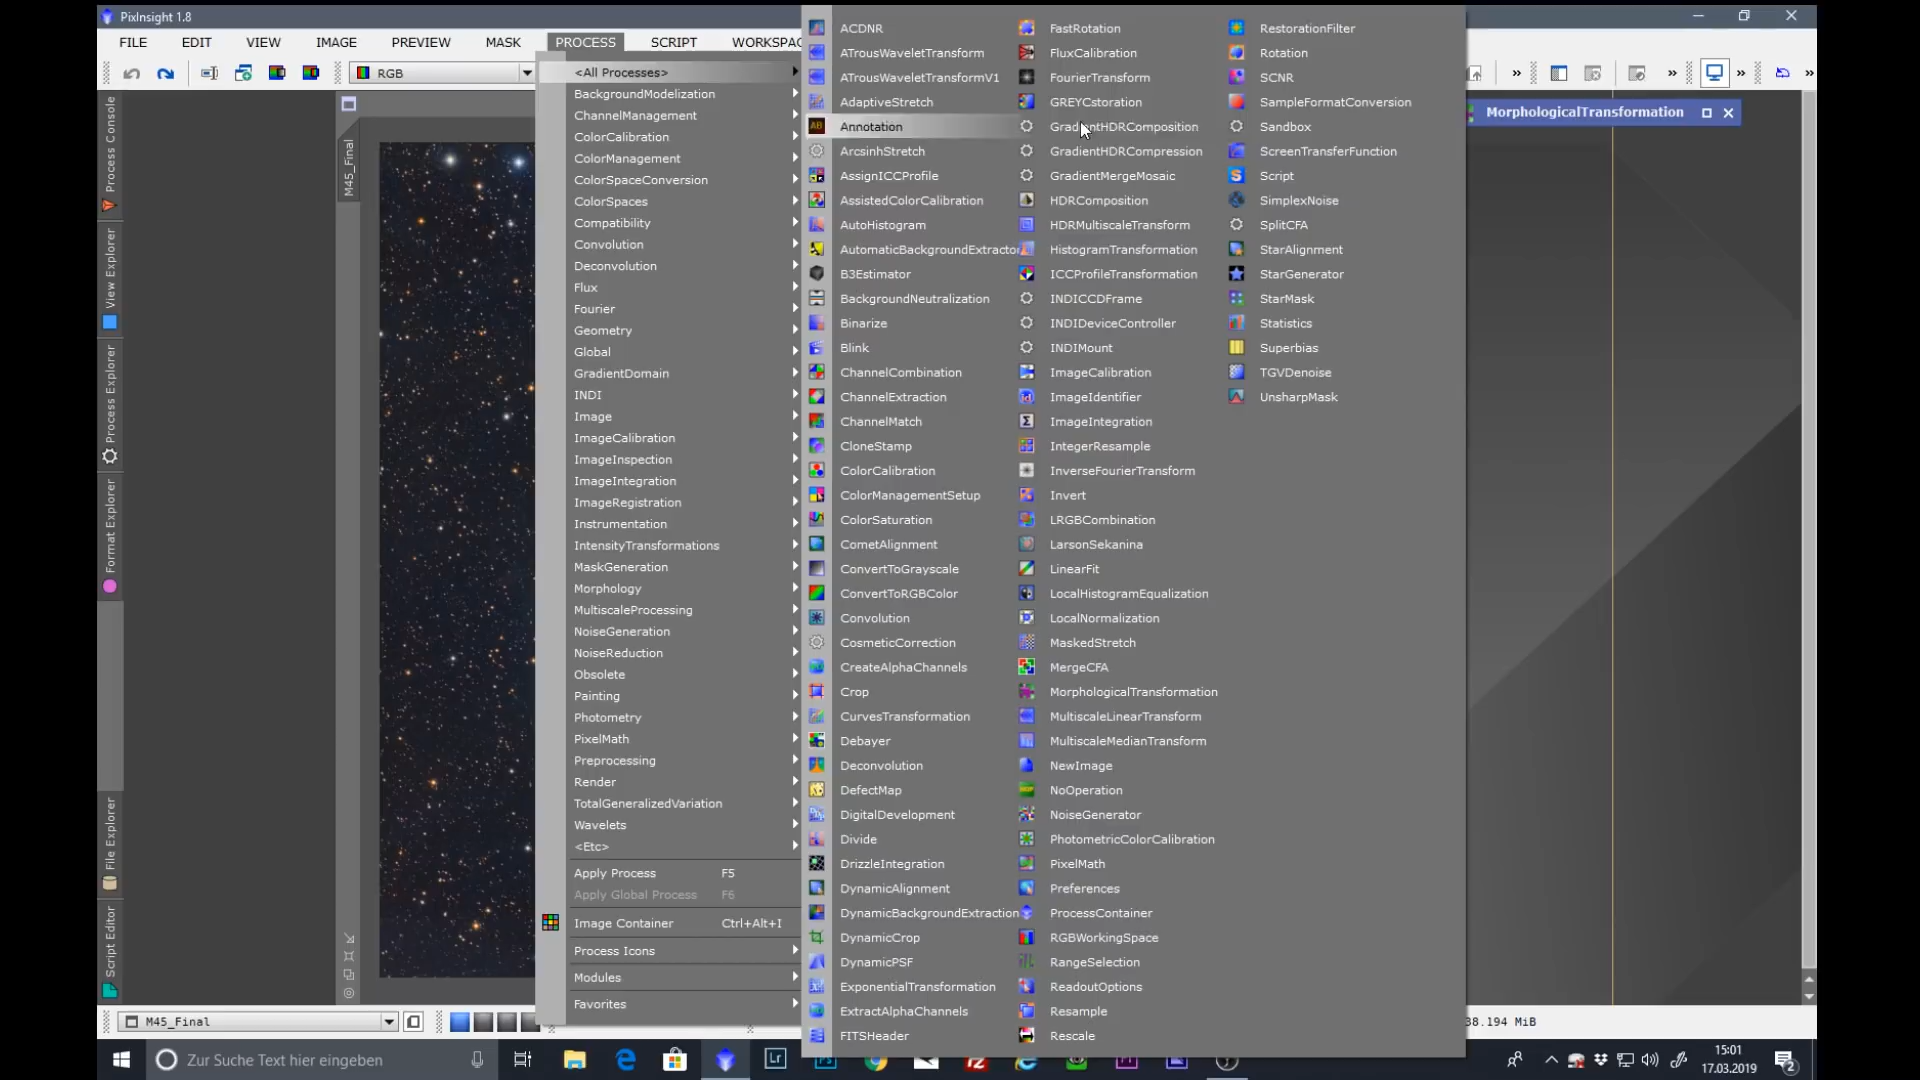 PixInsight 1.8
FILE
EDIT
VIEW
IMAGE
PREVIEW
MASK
PROCESS
SCRIPT
WORKSPAC
RGB
Process Console
View Explorer
Process Explorer
Format Explorer
File Explorer
Script Editor
M45_Final
<All Processes>
BackgroundModelization
ChannelManagement
ColorCalibration
ColorManagement
ColorSpaceConversion
ColorSpaces
Compatibility
Convolution
Deconvolution
Flux
Fourier
Geometry
Global
GradientDomain
INDI
Image
ImageCalibration
ImageInspection
ImageIntegration
ImageRegistration
Instrumentation
IntensityTransformations
MaskGeneration
Morphology
MultiscaleProcessing
NoiseGeneration
NoiseReduction
Obsolete
Painting
Photometry
PixelMath
Preprocessing
Render
TotalGeneralizedVariation
Wavelets
<Etc>
Apply Process F5
Apply Global Process F6
Image Container Ctrl+Alt+I
Process Icons
Modules
Favorites
ACDNR
ATrousWaveletTransform
ATrousWaveletTransformV1
AdaptiveStretch
Annotation
ArcsinhStretch
AssignICCProfile
AssistedColorCalibration
AutoHistogram
AutomaticBackgroundExtractor
B3Estimator
BackgroundNeutralization
Binarize
Blink
ChannelCombination
ChannelExtraction
ChannelMatch
CloneStamp
ColorCalibration
ColorManagementSetup
ColorSaturation
CometAlignment
ConvertToGrayscale
ConvertToRGBColor
Convolution
CosmeticCorrection
CreateAlphaChannels
Crop
CurvesTransformation
Debayer
Deconvolution
DefectMap
DigitalDevelopment
Divide
DrizzleIntegration
DynamicAlignment
DynamicBackgroundExtraction
DynamicCrop
DynamicPSF
ExponentialTransformation
ExtractAlphaChannels
FITSHeader
FastRotation
FluxCalibration
FourierTransform
GREYCstoration
GradientHDRComposition
GradientHDRCompression
GradientMergeMosaic
HDRComposition
HDRMultiscaleTransform
HistogramTransformation
ICCProfileTransformation
INDICCDFrame
INDIDeviceController
INDIMount
ImageCalibration
ImageIdentifier
ImageIntegration
IntegerResample
InverseFourierTransform
Invert
LRGBCombination
LarsonSekanina
LinearFit
LocalHistogramEqualization
LocalNormalization
MaskedStretch
MergeCFA
MorphologicalTransformation
MultiscaleLinearTransform
MultiscaleMedianTransform
NewImage
NoOperation
NoiseGenerator
PhotometricColorCalibration
PixelMath
Preferences
ProcessContainer
RGBWorkingSpace
RangeSelection
ReadoutOptions
Resample
Rescale
RestorationFilter
Rotation
SCNR
SampleFormatConversion
Sandbox
ScreenTransferFunction
Script
SimplexNoise
SplitCFA
StarAlignment
StarGenerator
StarMask
Statistics
Superbias
TGVDenoise
UnsharpMask
MorphologicalTransformation
M45_Final
38.194 MiB
Zur Suche Text hier eingeben
15:01
17.03.2019
2